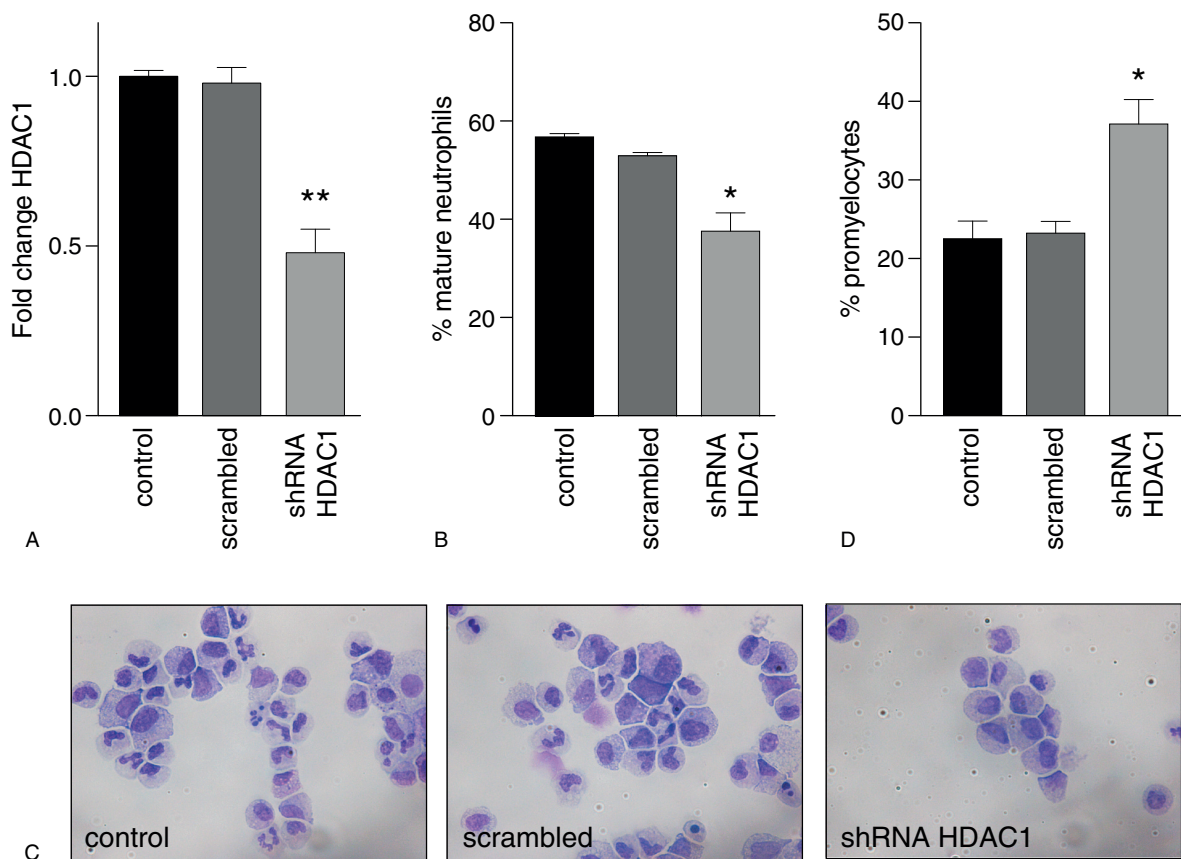 Fold change HDAC1
1.0
0.5
0.0
**
control
scrambled
shRNA
HDAC1
A
% mature neutrophils
80
60
40
20
0
*
control
scrambled
shRNA
HDAC1
B
% promyelocytes
50
40
30
20
10
0
*
control
scrambled
shRNA
HDAC1
D
control
scrambled
shRNA HDAC1
C